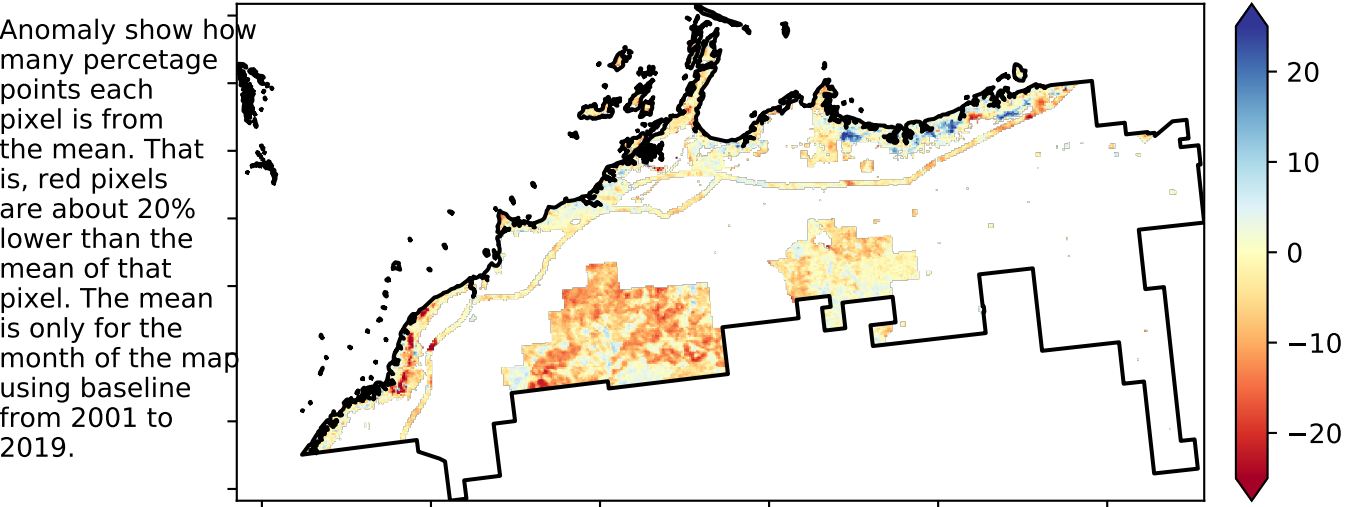 Anomaly show how
many percetage
points each
pixel is from
the mean. That
is, red pixels
are about 20%
lower than the
mean of that
pixel. The mean
is only for the
month of the map
using baseline
from 2001 to
2019.
20
10
0
−10
−20